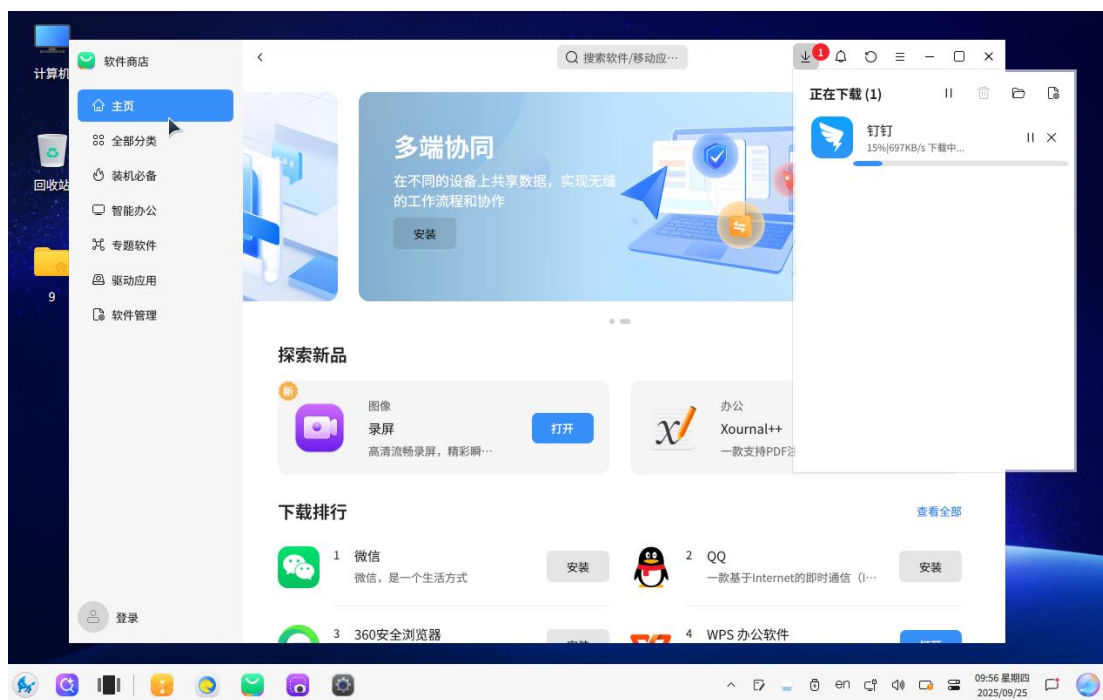 计算机
回收站
9
软件商店
搜索软件/移动应…
1
主页
全部分类
装机必备
智能办公
专题软件
驱动应用
软件管理
登录
多端协同
在不同的设备上共享数据，实现无缝
的工作流程和协作
安装
正在下载 (1)
钉钉
15%|697KB/s 下载中...
探索新品
新
图像
录屏
高清流畅录屏，精彩瞬…
打开
办公
Xournal++
一款支持PDF
下载排行
查看全部
1 微信
微信，是一个生活方式
安装
2 QQ
一款基于Internet的即时通信（I…
安装
3 360安全浏览器
4 WPS 办公软件
en
09:56 星期四
2025/09/25